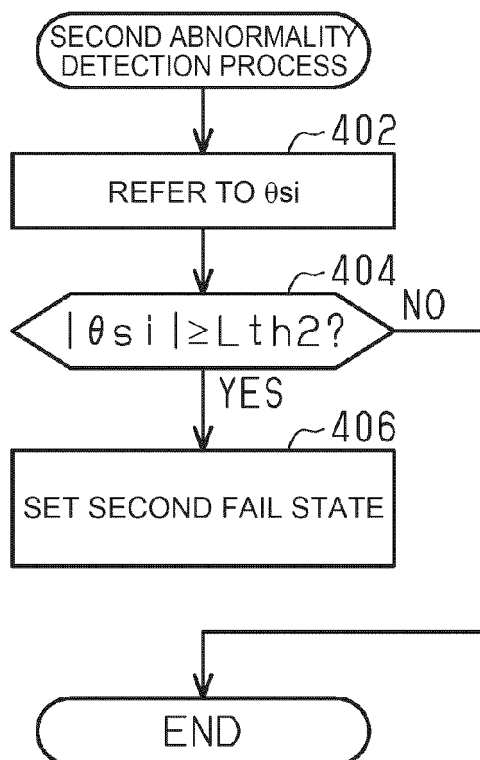 SECOND ABNORMALITY
DETECTION PROCESS
402
REFER TO θsi
404
|θsi|≥Lth2?
NO
YES
406
SET SECOND FAIL STATE
END